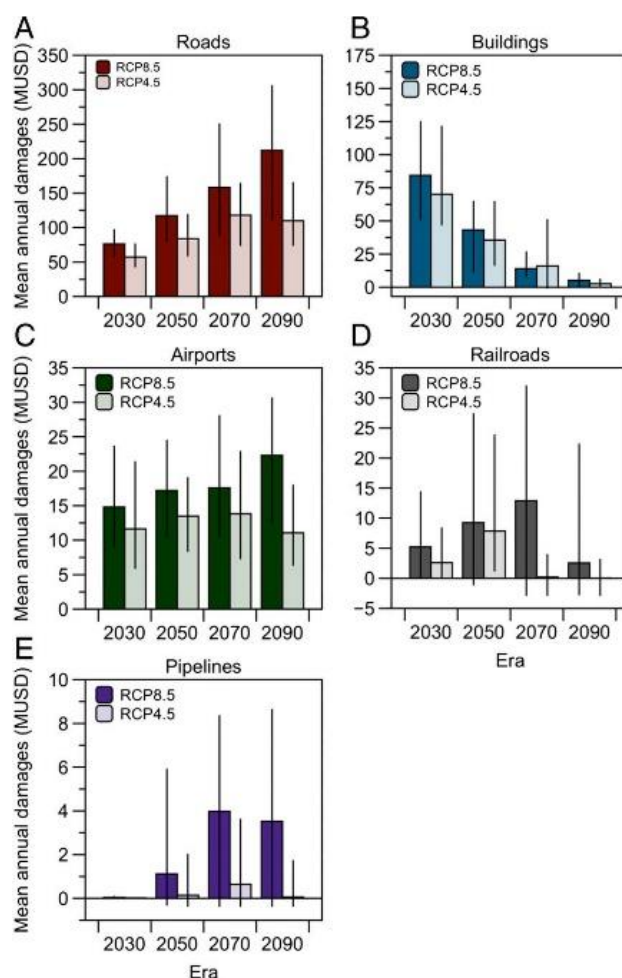 A
Roads
Mean annual damages (MUSD)
350
300
250
200
150
100
50
0
RCP8.5
RCP4.5
2030 2050 2070 2090
B
Buildings
175
150
125
100
75
50
25
0
RCP8.5
RCP4.5
2030 2050 2070 2090
C
Airports
Mean annual damages (MUSD)
35
30
25
20
15
10
5
0
RCP8.5
RCP4.5
2030 2050 2070 2090
D
Railroads
35
30
25
20
15
10
5
0
−5
RCP8.5
RCP4.5
2030 2050 2070 2090
Era
E
Pipelines
Mean annual damages (MUSD)
10
8
6
4
2
0
RCP8.5
RCP4.5
2030 2050 2070 2090
Era